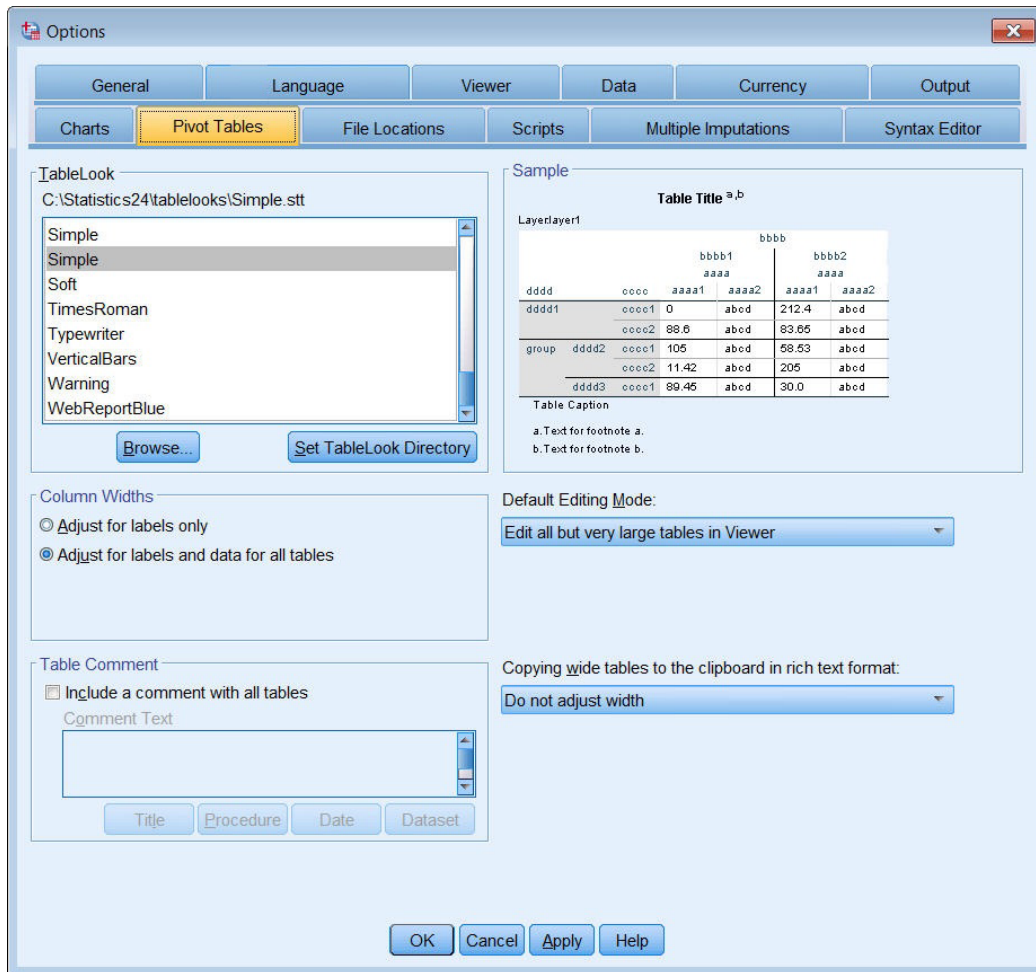 Options
General Language Viewer Data Currency Output
Charts Pivot Tables File Locations Scripts Multiple Imputations Syntax Editor
TableLook
C:\Statistics24\tablelooks\Simple.stt
Simple
Simple
Soft
TimesRoman
Typewriter
VerticalBars
Warning
WebReportBlue
Browse... Set TableLook Directory
Sample
Table Title a,b
Layerlayer1
bbbb
bbbb1 bbbb2
aaaa aaaa
dddd cccc aaaa1 aaaa2 aaaa1 aaaa2
dddd1 cccc1 0 abcd 212.4 abcd
cccc2 88.6 abcd 83.65 abcd
group dddd2 cccc1 105 abcd 58.53 abcd
cccc2 11.42 abcd 205 abcd
dddd3 cccc1 89.45 abcd 30.0 abcd
Table Caption
a.Text for footnote a.
b.Text for footnote b.
Column Widths
Adjust for labels only
Adjust for labels and data for all tables
Default Editing Mode:
Edit all but very large tables in Viewer
Table Comment
Include a comment with all tables
Comment Text
Title Procedure Date Dataset
Copying wide tables to the clipboard in rich text format:
Do not adjust width
OK Cancel Apply Help